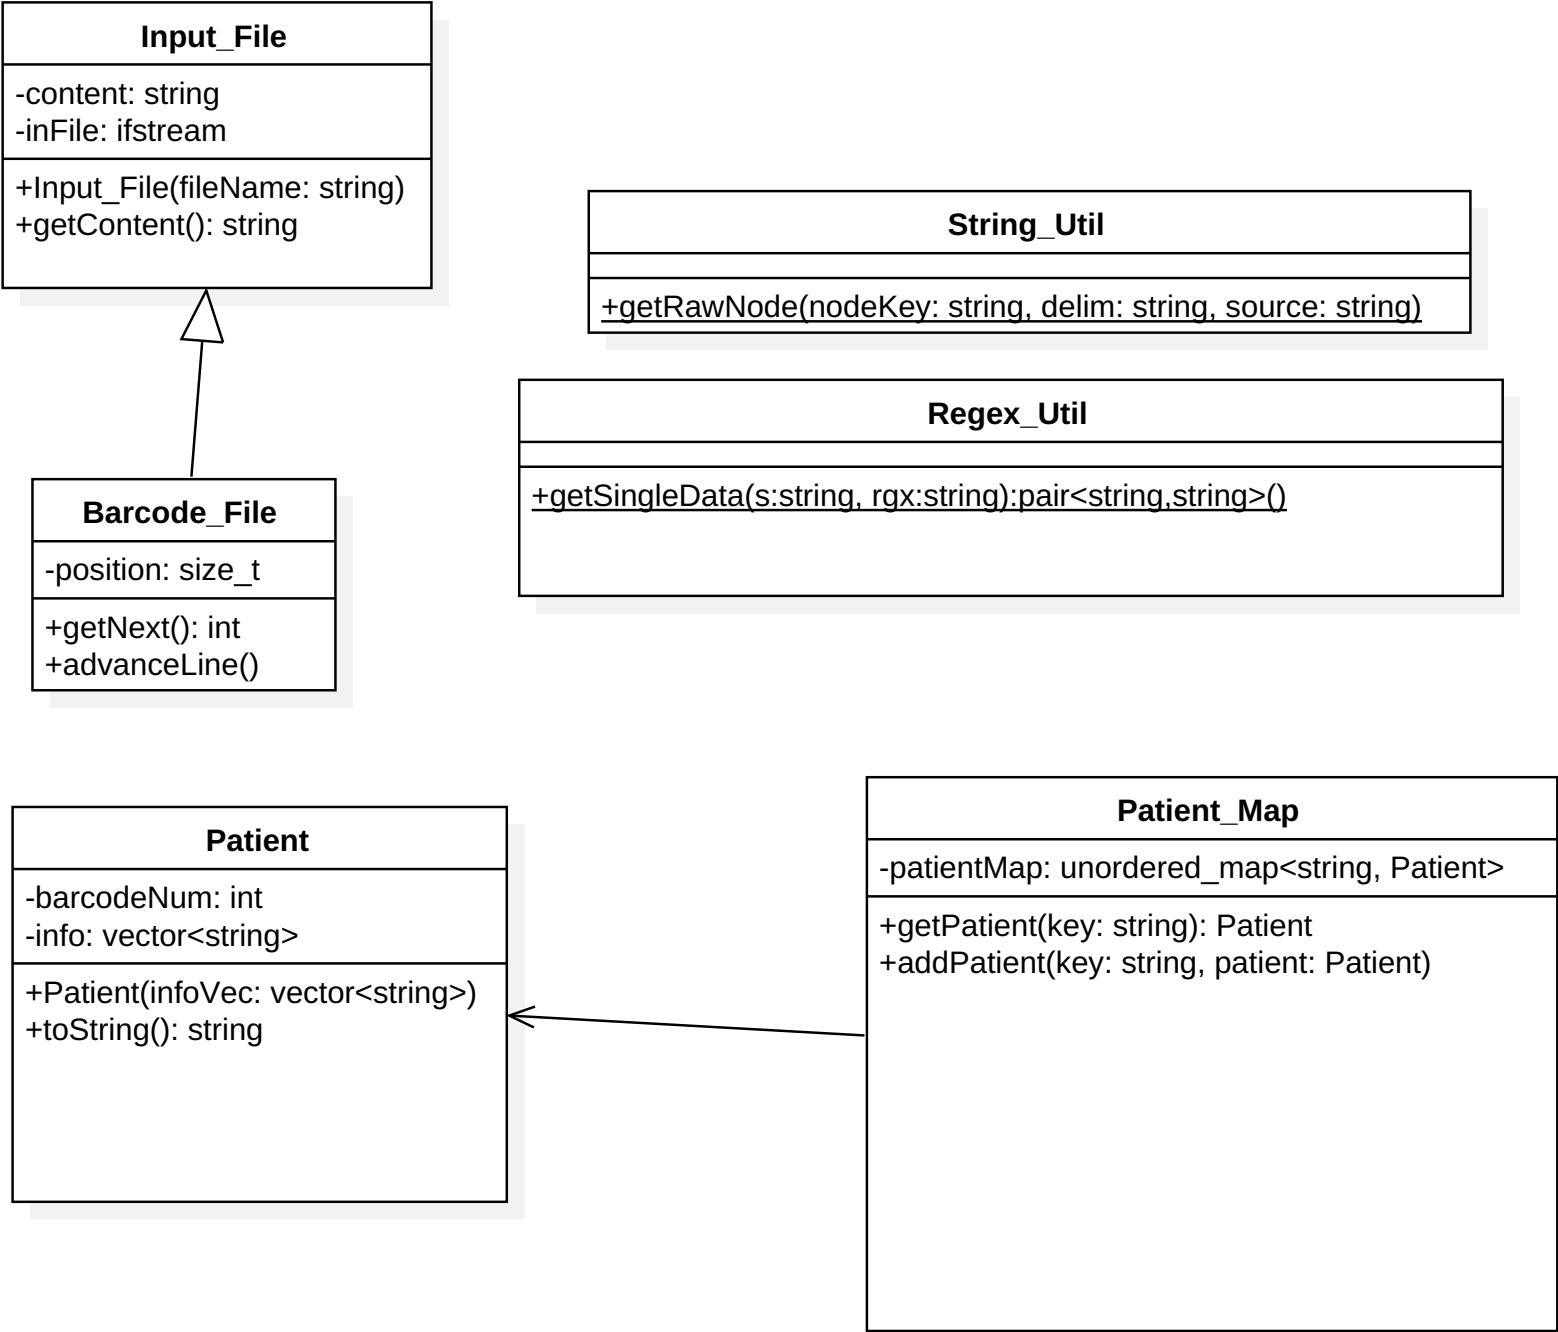 Input_File
-content: string
-inFile: ifstream
+Input_File(fileName: string)
+getContent(): string
String_Util
+getRawNode(nodeKey: string, delim: string, source: string)
Regex_Util
+getSingleData(s:string, rgx:string):pair<string,string>()
Barcode_File
-position: size_t
+getNext(): int
+advanceLine()
Patient
-barcodeNum: int
-info: vector<string>
+Patient(infoVec: vector<string>)
+toString(): string
Patient_Map
-patientMap: unordered_map<string, Patient>
+getPatient(key: string): Patient
+addPatient(key: string, patient: Patient)